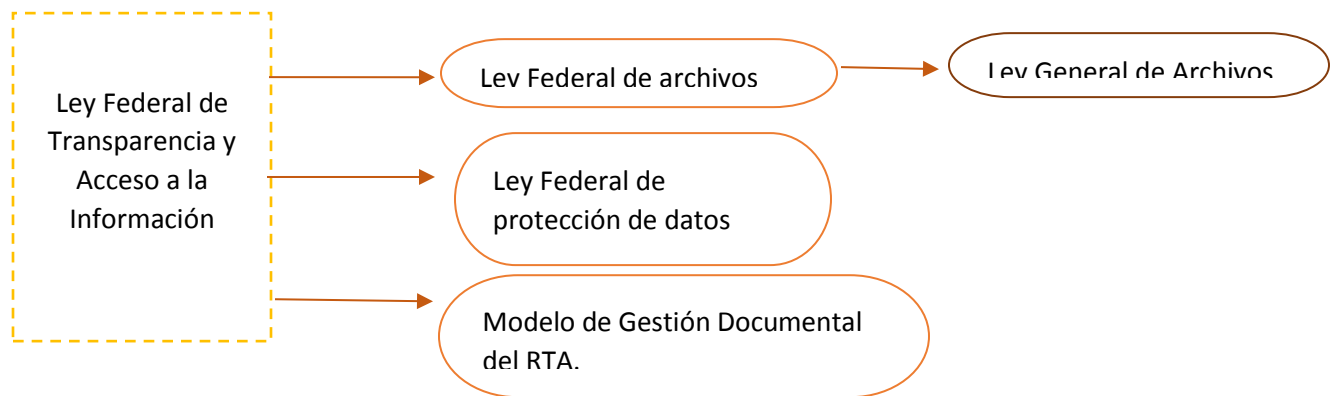 Ley Federal de
Transparencia y
Acceso a la
Información
Ley Federal de archivos
Ley General de Archivos
Ley Federal de
protección de datos
Modelo de Gestión Documental
del RTA.